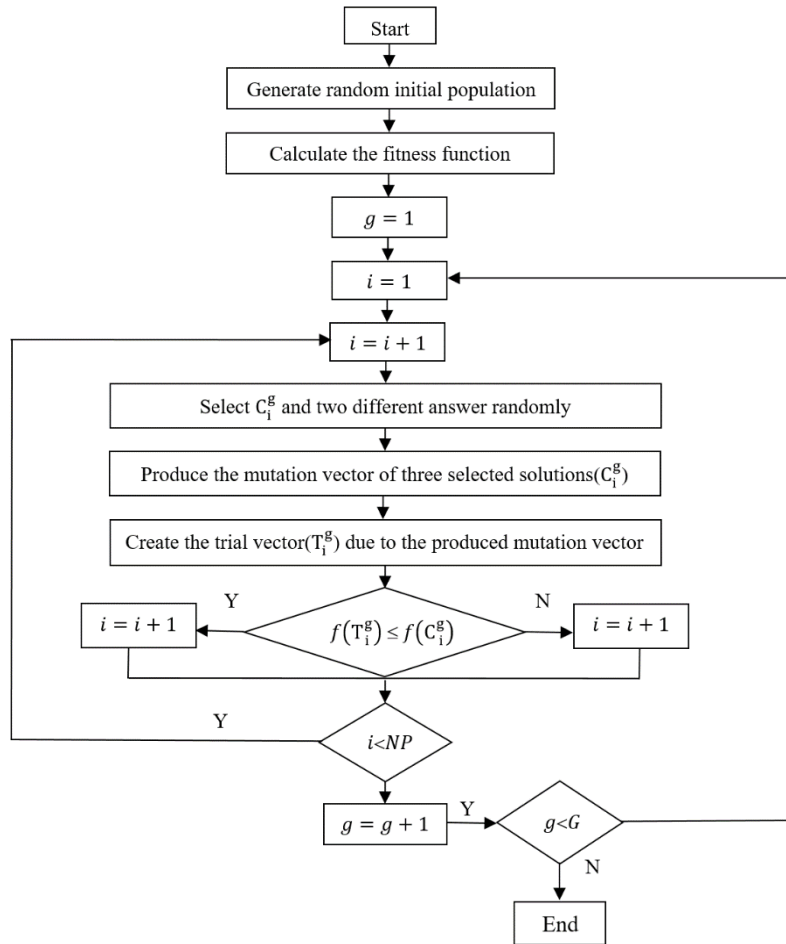 Start
Generate random initial population
Calculate the fitness function
g = 1
i = 1
i = i + 1
Select C_i^g and two different answer randomly
Produce the mutation vector of three selected solutions(C_i^g)
Create the trial vector(T_i^g) due to the produced mutation vector
Y
N
i = i + 1
f(T_i^g) ≤ f(C_i^g)
i = i + 1
Y
i<NP
g = g + 1
Y
g<G
N
End